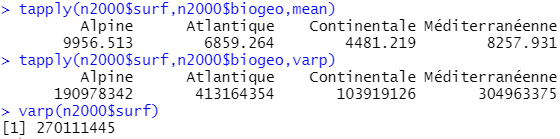 > tapply(n2000$surf,n2000$biogeo,mean)
Alpine Atlantique Continentale Méditerranéenne
9956.513 6859.264 4481.219 8257.931
> tapply(n2000$surf,n2000$biogeo,varp)
Alpine Atlantique Continentale Méditerranéenne
190978342 413164354 103919126 304963375
> varp(n2000$surf)
[1] 270111445